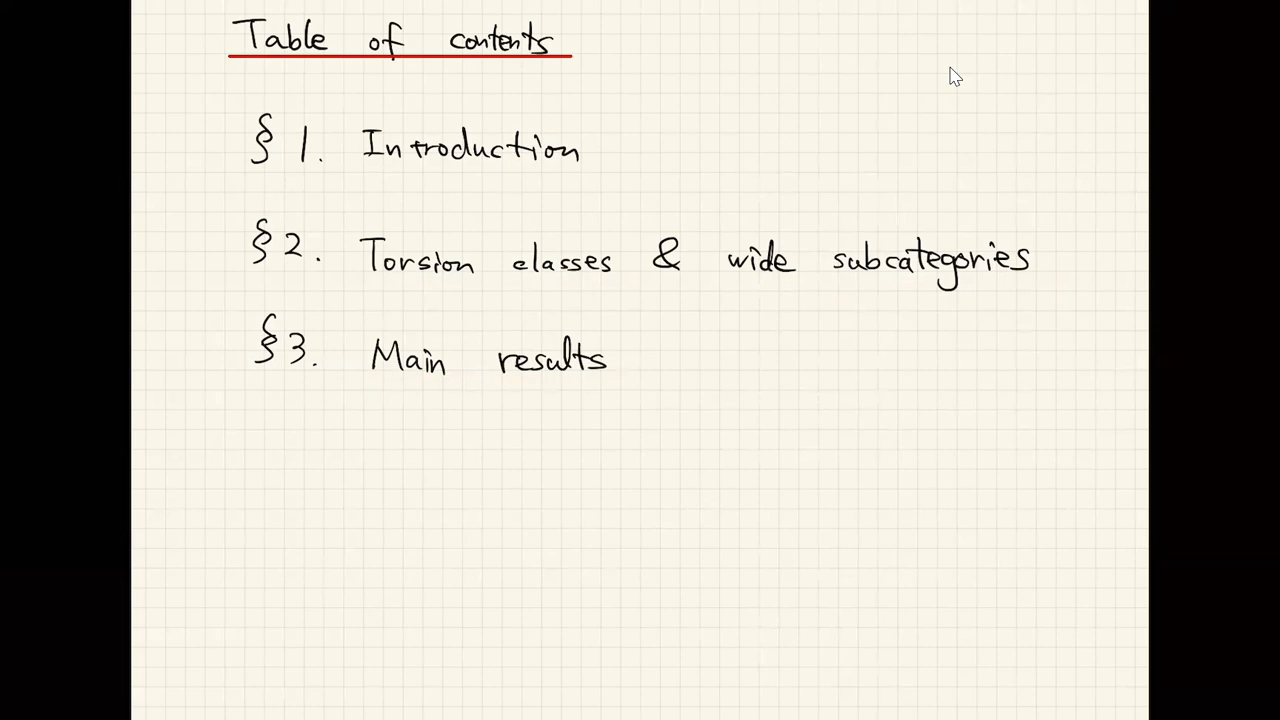 Table of contents
§ 1. Introduction
§ 2. Torsion classes & wide subcategories
§ 3. Main results